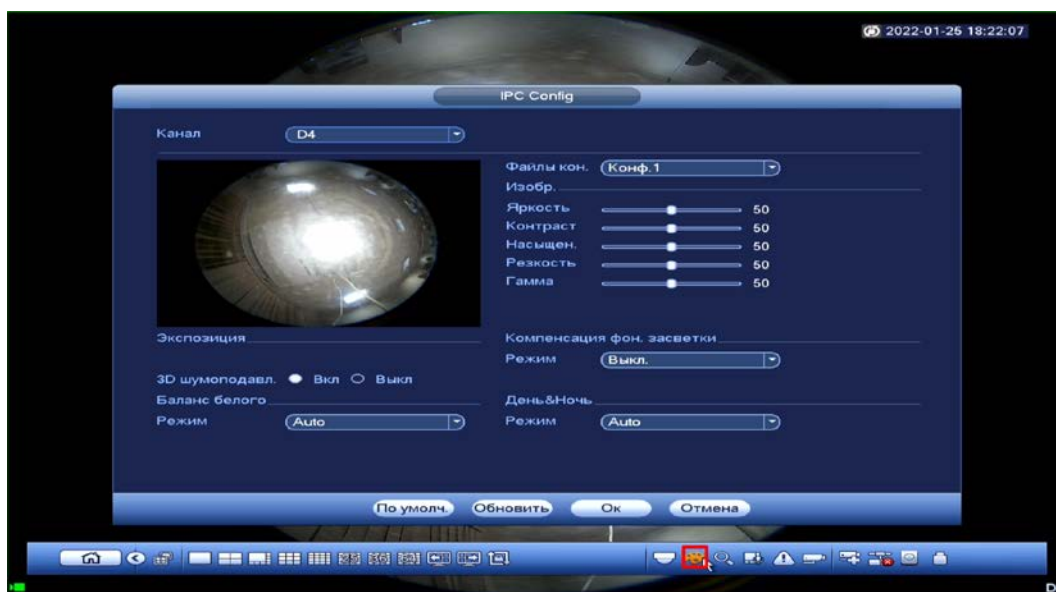 2022-01-25 18:22:07
IPC Config
Канал D4
Файлы кон. Конф.1
Изобр.
Яркость 50
Контраст 50
Насыщен. 50
Резкость 50
Гамма 50
Экспозиция
Компенсация фон. засветки
Режим Выкл.
3D шумоподавл. Вкл Выкл
Баланс белого
День&Ночь
Режим Auto
Режим Auto
По умолч. Обновить Ок Отмена